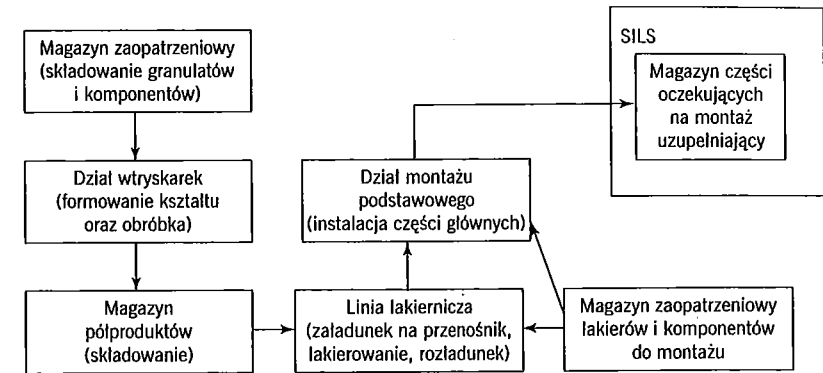 Magazyn zaopatrzeniowy
(składowanie granulatów
i komponentów)
Dział wtryskarek
(formowanie kształtu
oraz obróbka)
Magazyn
półproduktów
(składowanie)
Linia lakiernicza
(załadunek na przenośnik,
lakierowanie, rozładunek)
Dział montażu
podstawowego
(instalacja części głównych)
Magazyn zaopatrzeniowy
lakierów i komponentów
do montażu
SILS
Magazyn części
oczekujących
na montaż
uzupełniający